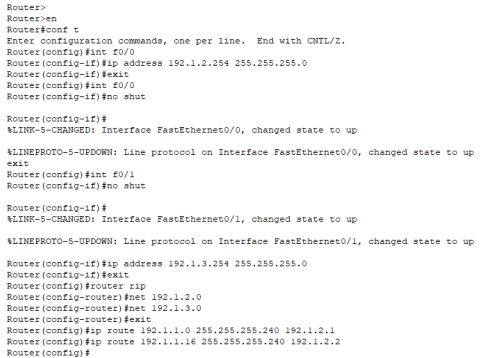 Router>
Router>en
Router#conf t
Enter configuration commands, one per line.  End with CNTL/Z.
Router(config)#int f0/0
Router(config-if)#ip address 192.1.2.254 255.255.255.0
Router(config-if)#exit
Router(config)#int f0/0
Router(config-if)#no shut
Router(config-if)#
%LINK-5-CHANGED: Interface FastEthernet0/0, changed state to up
%LINEPROTO-5-UPDOWN: Line protocol on Interface FastEthernet0/0, changed state to up
exit
Router(config)#int f0/1
Router(config-if)#no shut
Router(config-if)#
%LINK-5-CHANGED: Interface FastEthernet0/1, changed state to up
%LINEPROTO-5-UPDOWN: Line protocol on Interface FastEthernet0/1, changed state to up
Router(config-if)#ip address 192.1.3.254 255.255.255.0
Router(config-if)#exit
Router(config)#router rip
Router(config-router)#net 192.1.2.0
Router(config-router)#net 192.1.3.0
Router(config-router)#exit
Router(config)#ip route 192.1.1.0 255.255.255.240 192.1.2.1
Router(config)#ip route 192.1.1.16 255.255.255.240 192.1.2.2
Router(config)#